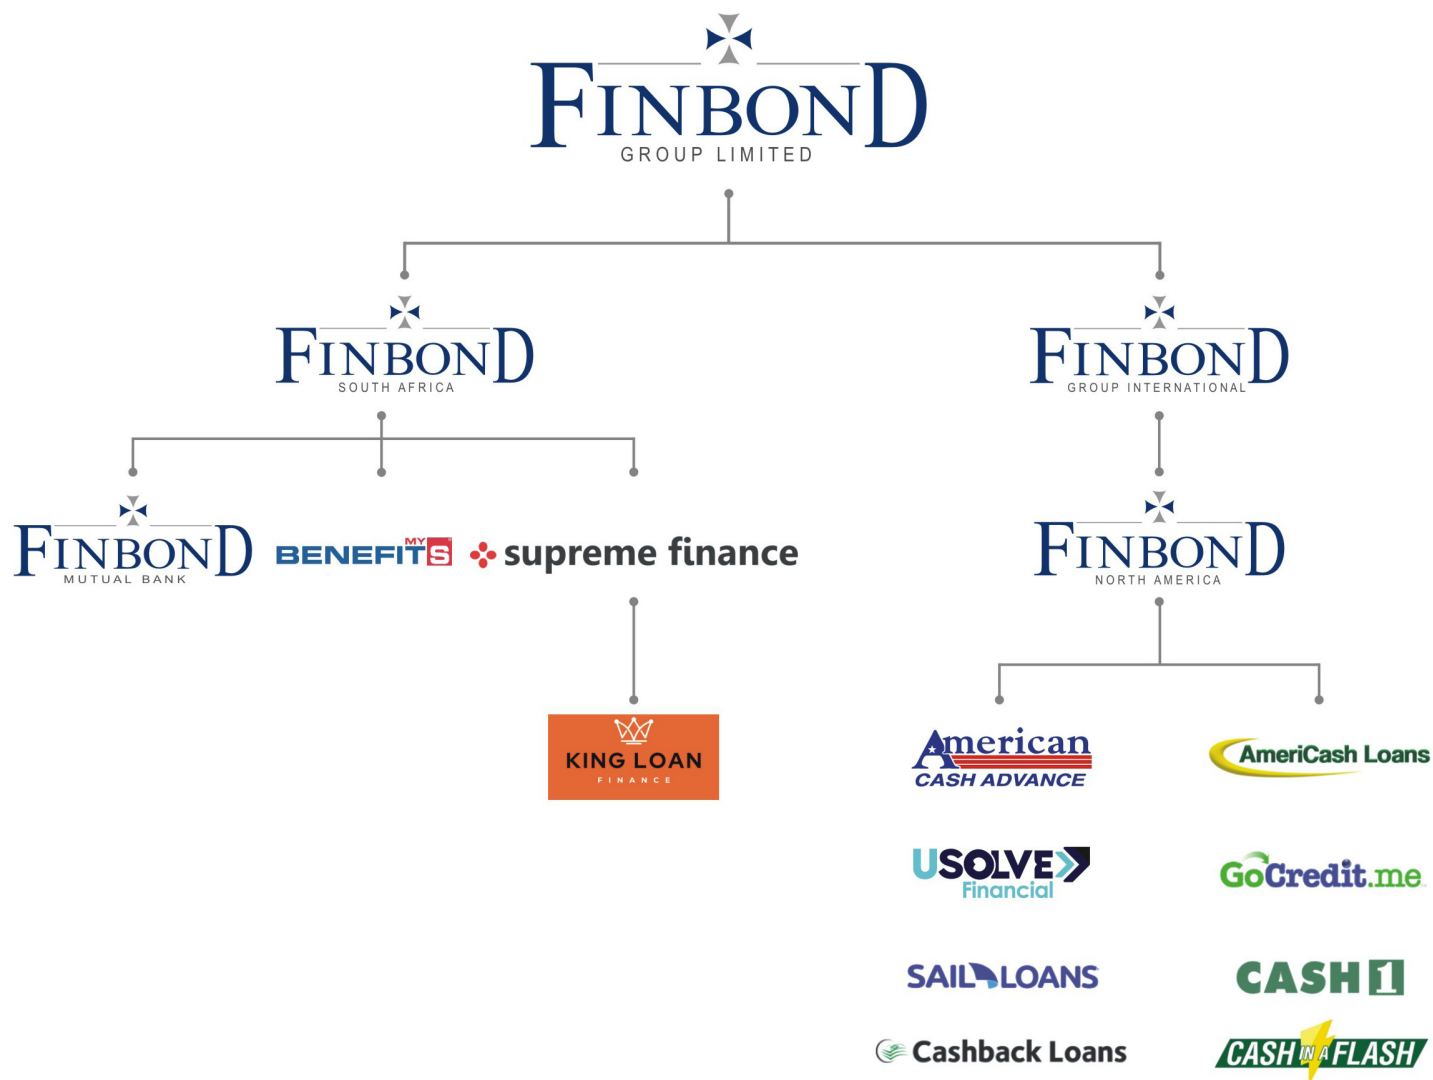 FINBOND
GROUP LIMITED
FINBOND
SOUTH AFRICA
FINBOND
GROUP INTERNATIONAL
FINBOND
MUTUAL BANK
MY
BENEFITS
supreme finance
FINBOND
NORTH AMERICA
KING LOAN
FINANCE
American
CASH ADVANCE
AmeriCash Loans
USOLVE
Financial
GoCredit.me
SAIL LOANS
CASH 1
Cashback Loans
CASH IN A FLASH